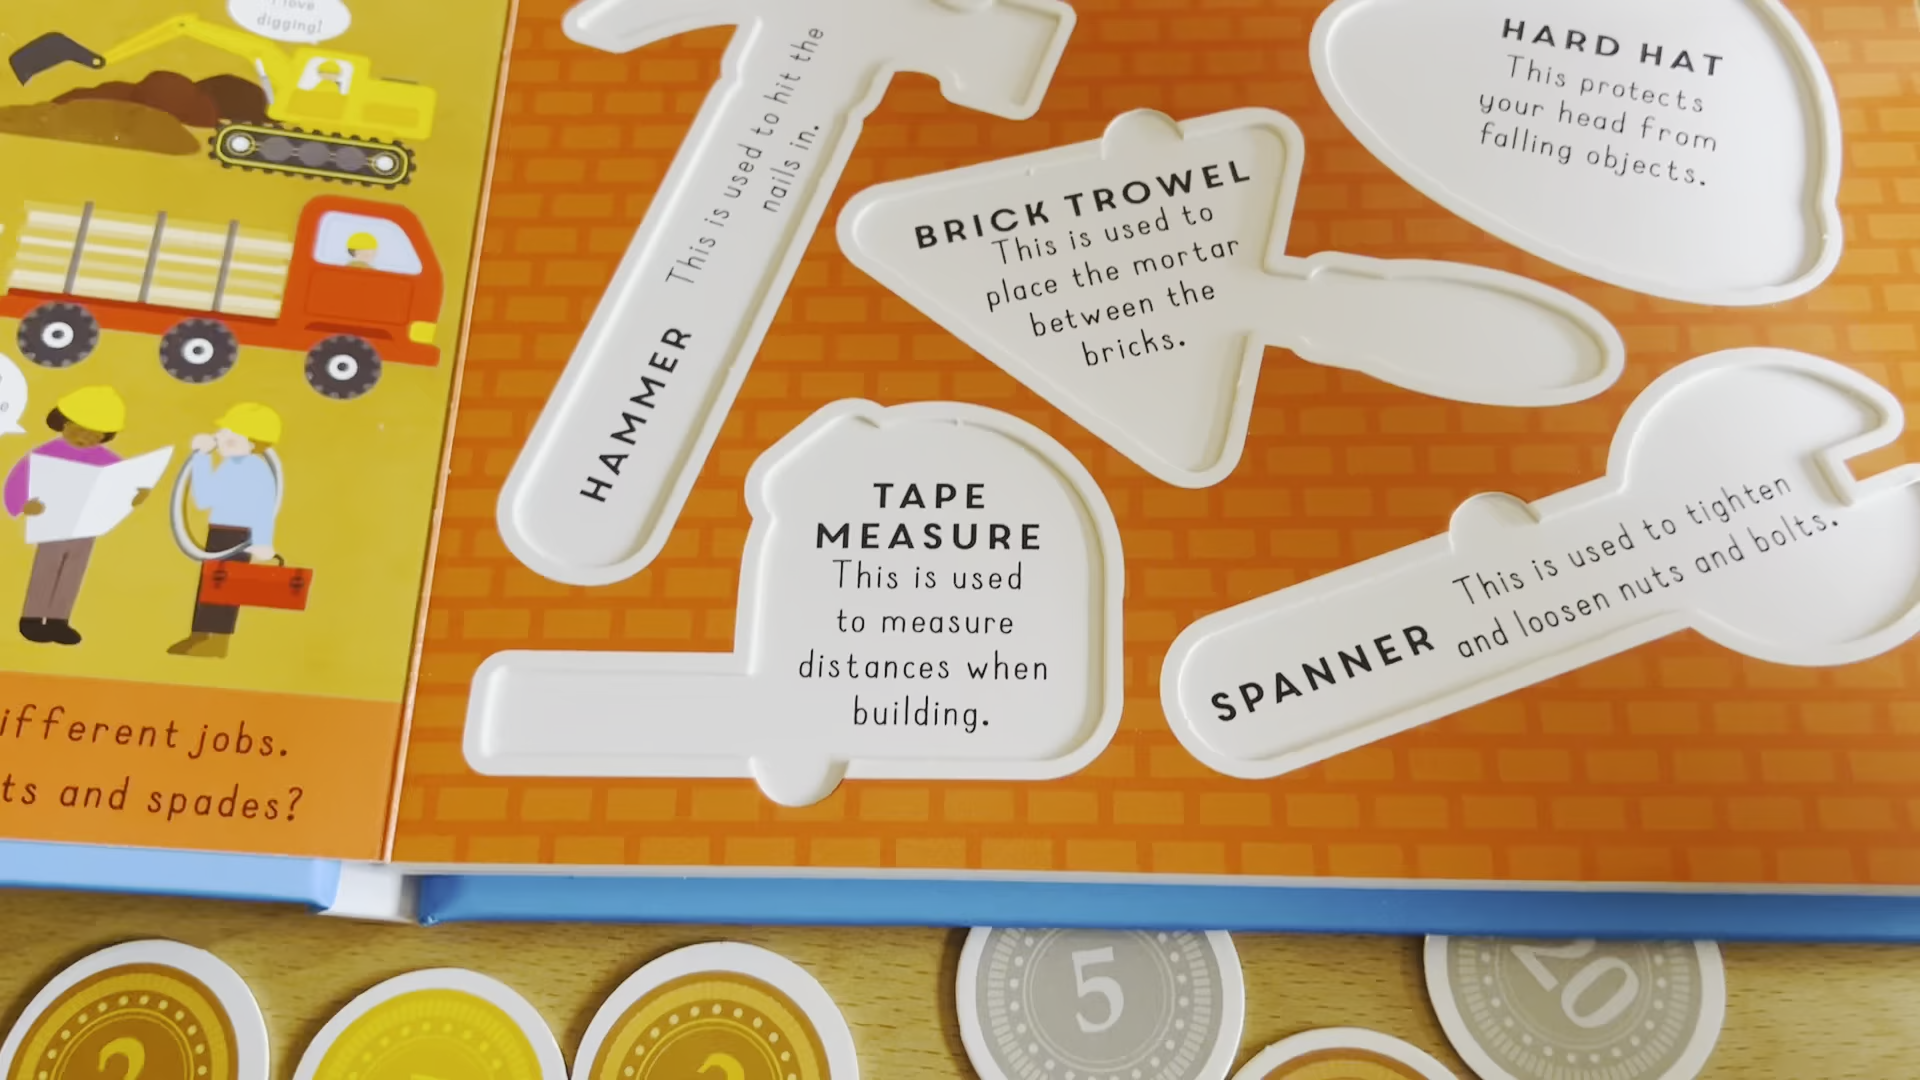 love
digging!
different jobs.
ts and spades?
HAMMER This is used to hit the
nails in.
BRICK TROWEL
This is used to
place the mortar
between the
bricks.
HARD HAT
This protects
your head from
falling objects.
TAPE
MEASURE
This is used
to measure
distances when
building.
SPANNER This is used to tighten
and loosen nuts and bolts.
2
2
5
20